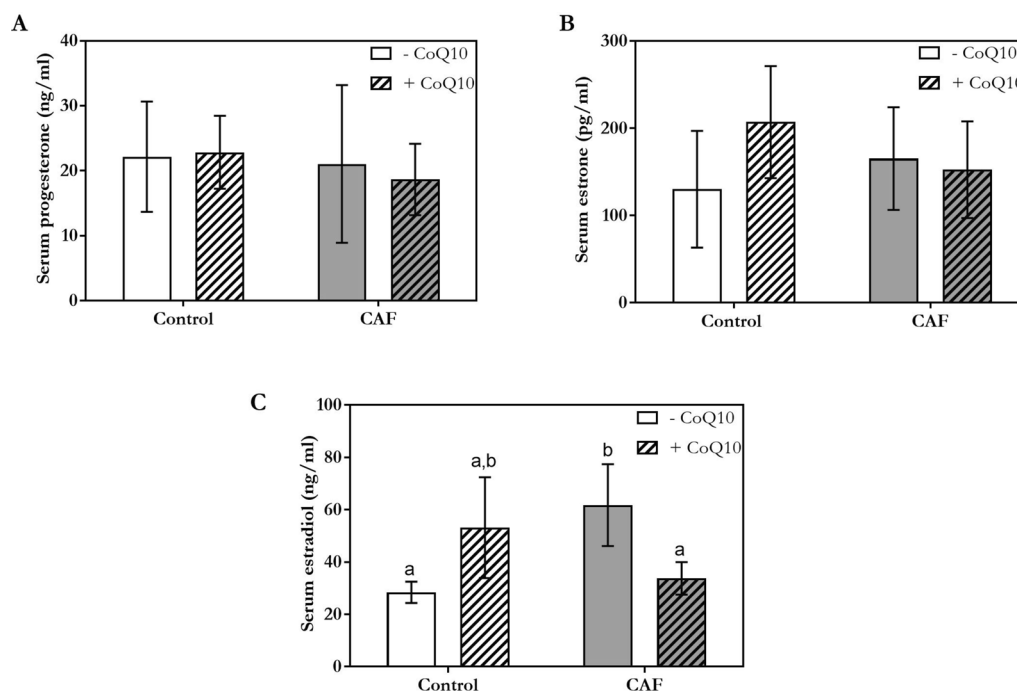 A
Serum progesterone (ng/ml)
40
30
20
10
0
- CoQ10
+ CoQ10
Control
CAF
B
Serum estrone (pg/ml)
300
200
100
0
- CoQ10
+ CoQ10
Control
CAF
C
Serum estradiol (ng/ml)
100
80
60
40
20
0
- CoQ10
+ CoQ10
a
a,b
b
a
Control
CAF